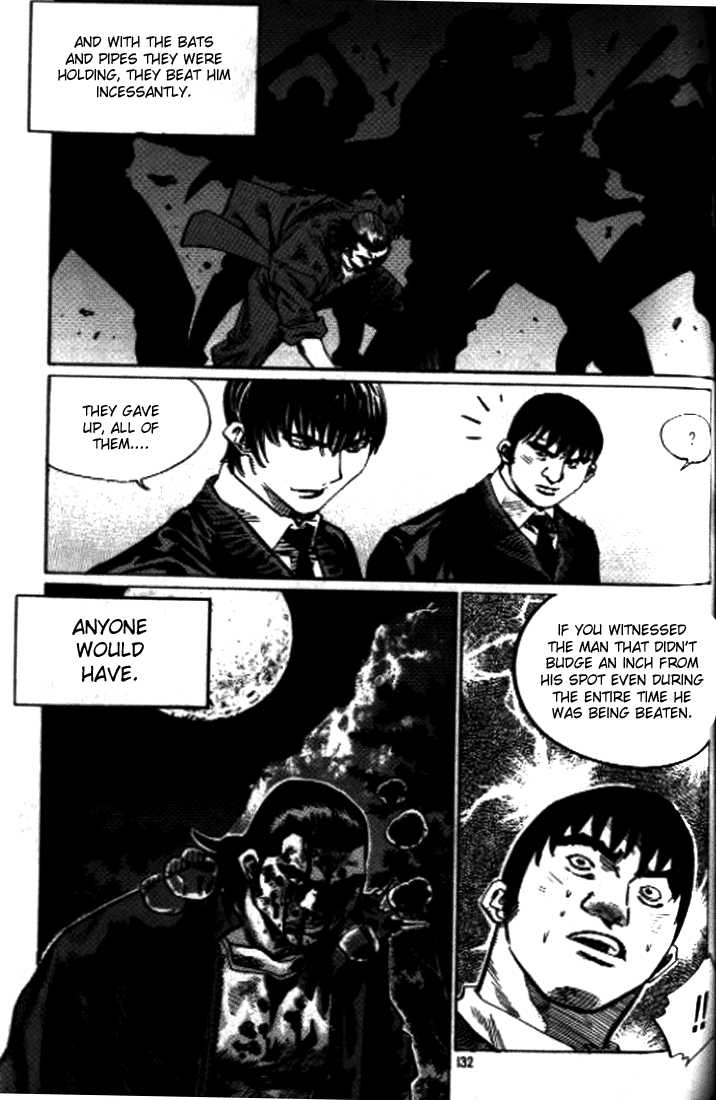 AND WITH THE BATS
AND PIPES THEY WERE
HOLDING, THEY BEAT HIM
INCESSANTLY.
THEY GAVE
UP, ALL OF
THEM....
?
ANYONE
WOULD
HAVE.
IF YOU WITNESSED
THE MAN THAT DIDN'T
BUDGE AN INCH FROM
HIS SPOT EVEN DURING
THE ENTIRE TIME HE
WAS BEING BEATEN.
!!
132